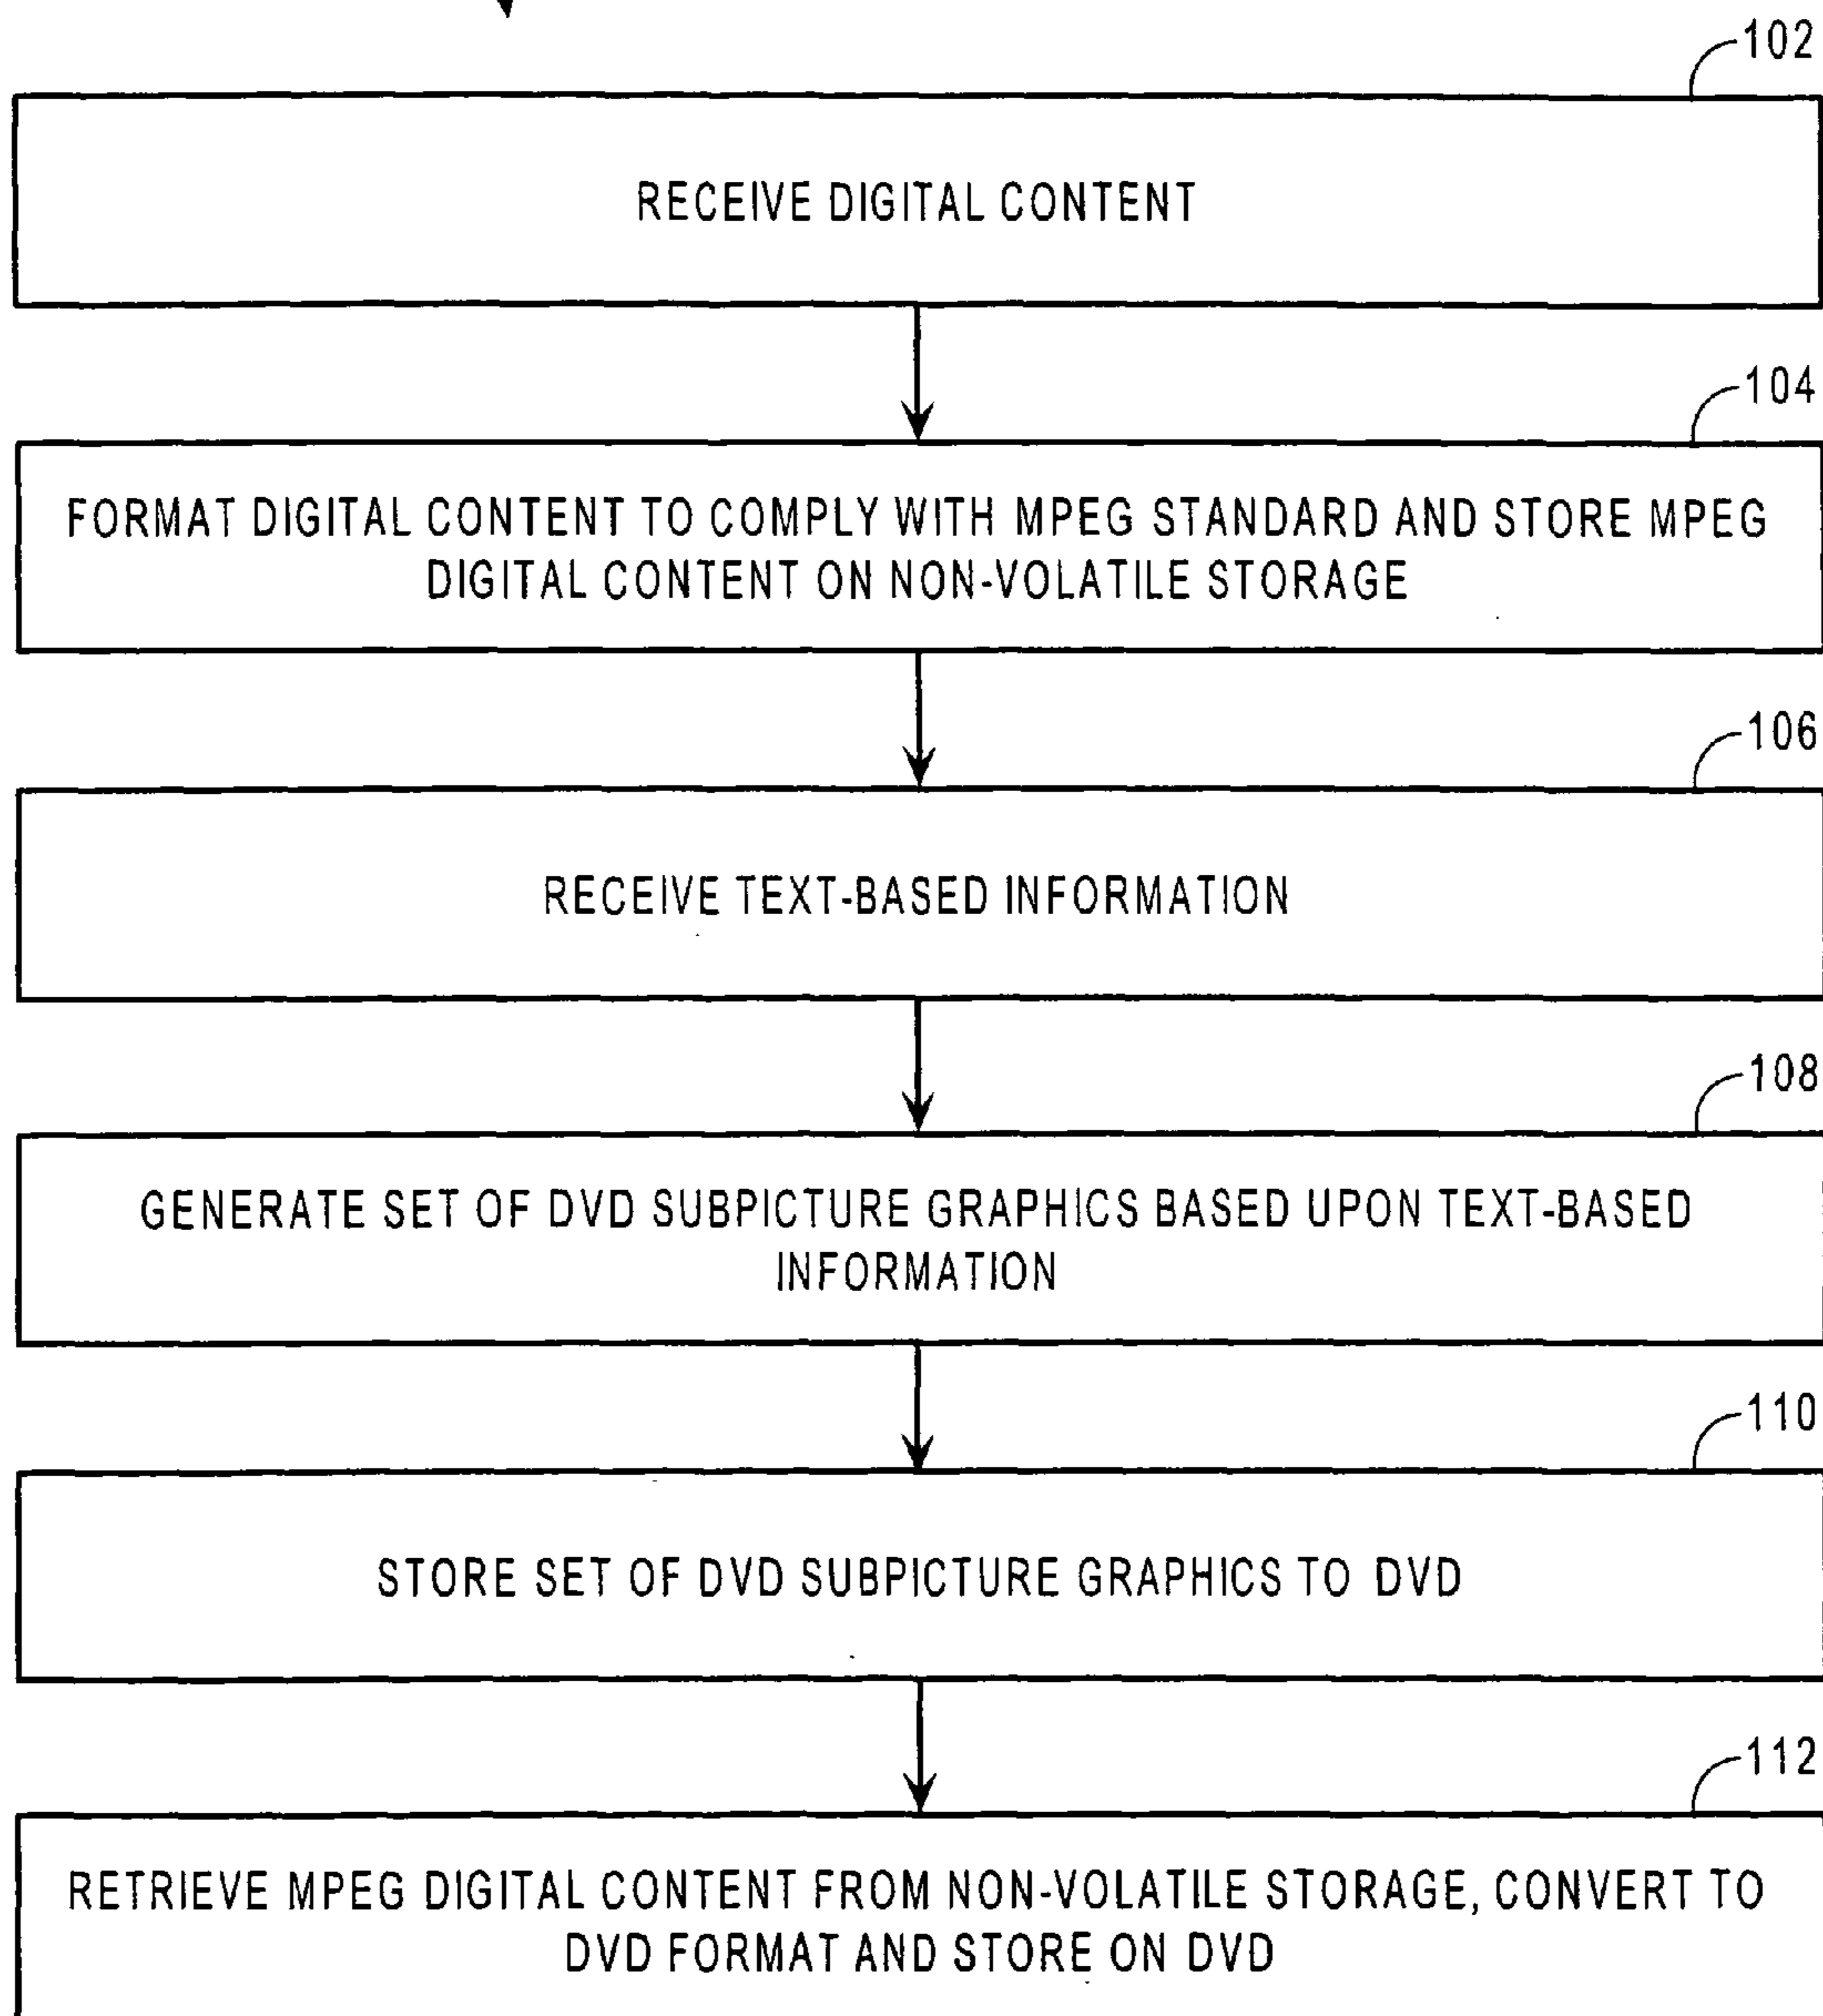 102
RECEIVE DIGITAL CONTENT
104
FORMAT DIGITAL CONTENT TO COMPLY WITH MPEG STANDARD AND STORE MPEG
DIGITAL CONTENT ON NON-VOLATILE STORAGE
106
RECEIVE TEXT-BASED INFORMATION
108
GENERATE SET OF DVD SUBPICTURE GRAPHICS BASED UPON TEXT-BASED
INFORMATION
110
STORE SET OF DVD SUBPICTURE GRAPHICS TO DVD
112
RETRIEVE MPEG DIGITAL CONTENT FROM NON-VOLATILE STORAGE, CONVERT TO
DVD FORMAT AND STORE ON DVD